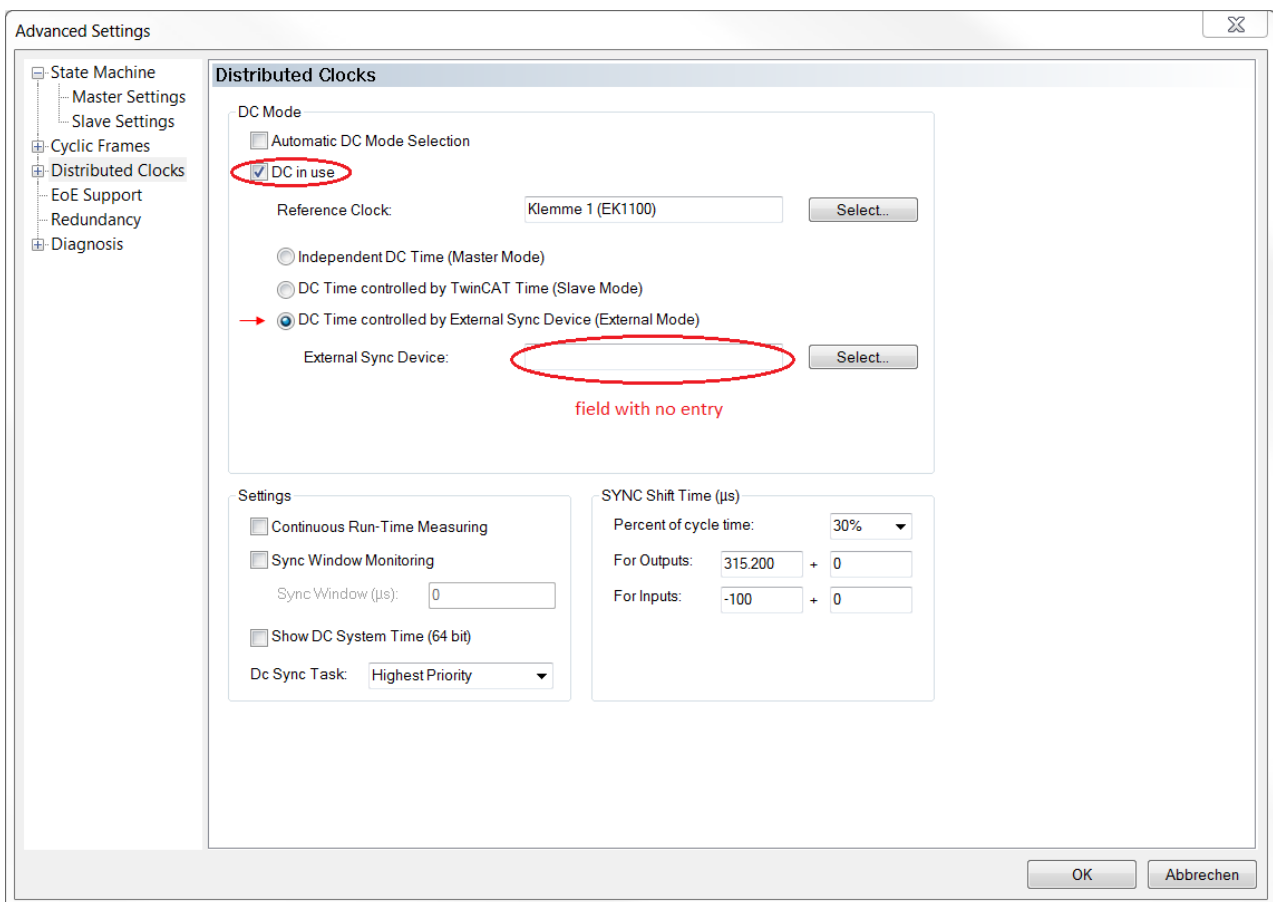 Advanced Settings
State Machine
Master Settings
Slave Settings
Cyclic Frames
Distributed Clocks
EoE Support
Redundancy
Diagnosis
Distributed Clocks
DC Mode
Automatic DC Mode Selection
DC in use
Reference Clock: Klemme 1 (EK1100) Select...
Independent DC Time (Master Mode)
DC Time controlled by TwinCAT Time (Slave Mode)
DC Time controlled by External Sync Device (External Mode)
External Sync Device: Select...
field with no entry
Settings
Continuous Run-Time Measuring
Sync Window Monitoring
Sync Window (µs): 0
Show DC System Time (64 bit)
Dc Sync Task: Highest Priority
SYNC Shift Time (µs)
Percent of cycle time: 30%
For Outputs: 315.200 + 0
For Inputs: -100 + 0
OK Abbrechen